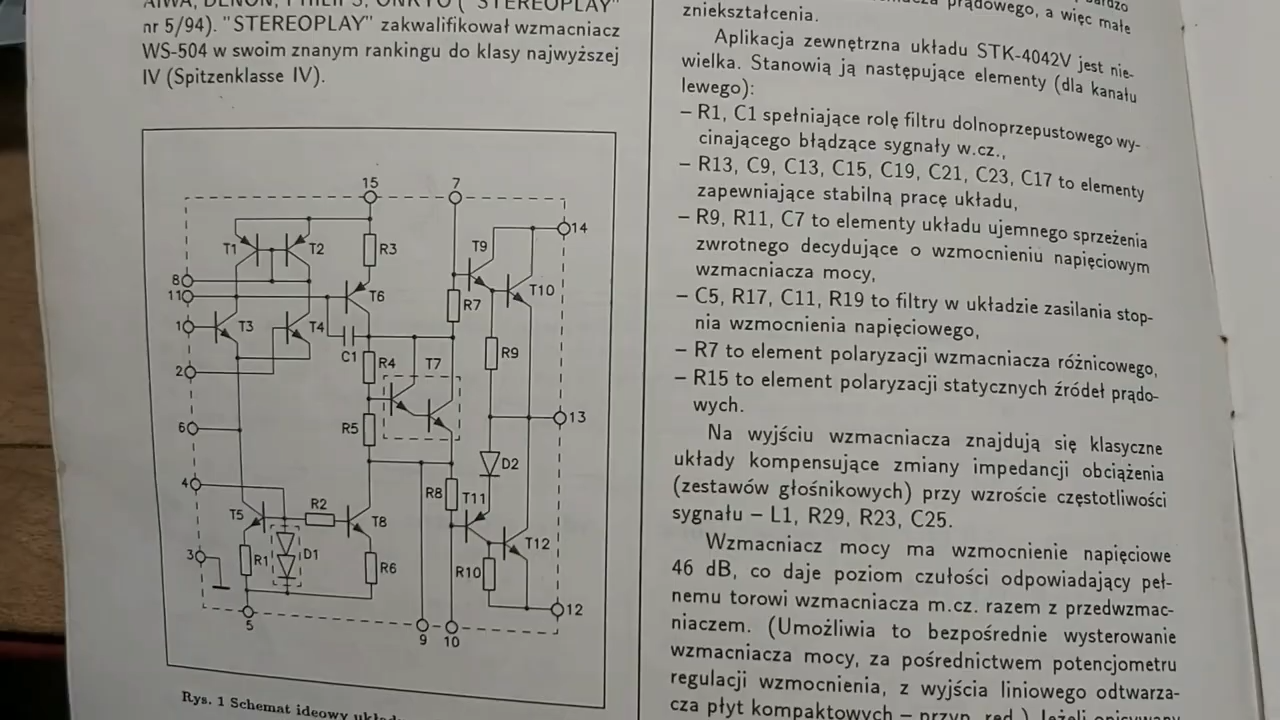 AIWA, DENON, PHILIPS, ONKYO ("STEREOPLAY"
nr 5/94). "STEREOPLAY" zakwalifikował wzmacniacz
WS-504 w swoim znanym rankingu do klasy najwyższej
IV (Spitzenklasse IV).
15
7
14
T1
T2
R3
T9
8
11
T6
R7
T10
1
T3
T4
C1
R4
T7
R9
2
6
R5
13
4
D2
R8
T11
T5
R2
T8
T12
3
R1
D1
R6
R10
12
5
9
10
Rys. 1 Schemat ideowy
prądowego, a więc małe
zniekształcenia.
Aplikacja zewnętrzna układu STK-4042V jest nie-
wielka. Stanowią ją następujące elementy (dla kanału
lewego):
– R1, C1 spełniające rolę filtru dolnoprzepustowego wy-
cinającego błądzące sygnały w.cz.,
– R13, C9, C13, C15, C19, C21, C23, C17 to elementy
zapewniające stabilną pracę układu,
– R9, R11, C7 to elementy układu ujemnego sprzeżenia
zwrotnego decydujące o wzmocnieniu napięciowym
wzmacniacza mocy,
– C5, R17, C11, R19 to filtry w układzie zasilania stop-
nia wzmocnienia napięciowego,
– R7 to element polaryzacji wzmacniacza różnicowego,
– R15 to element polaryzacji statycznych źródeł prądo-
wych.
Na wyjściu wzmacniacza znajdują się klasyczne
układy kompensujące zmiany impedancji obciążenia
(zestawów głośnikowych) przy wzroście częstotliwości
sygnału – L1, R29, R23, C25.
Wzmacniacz mocy ma wzmocnienie napięciowe
46 dB, co daje poziom czułości odpowiadający peł-
nemu torowi wzmacniacza m.cz. razem z przedwzmac-
niaczem. (Umożliwia to bezpośrednie wysterowanie
wzmacniacza mocy, za pośrednictwem potencjometru
regulacji wzmocnienia, z wyjścia liniowego odtwarza-
cza płyt kompaktowych – przyp. red.) Jeżeli opisywany